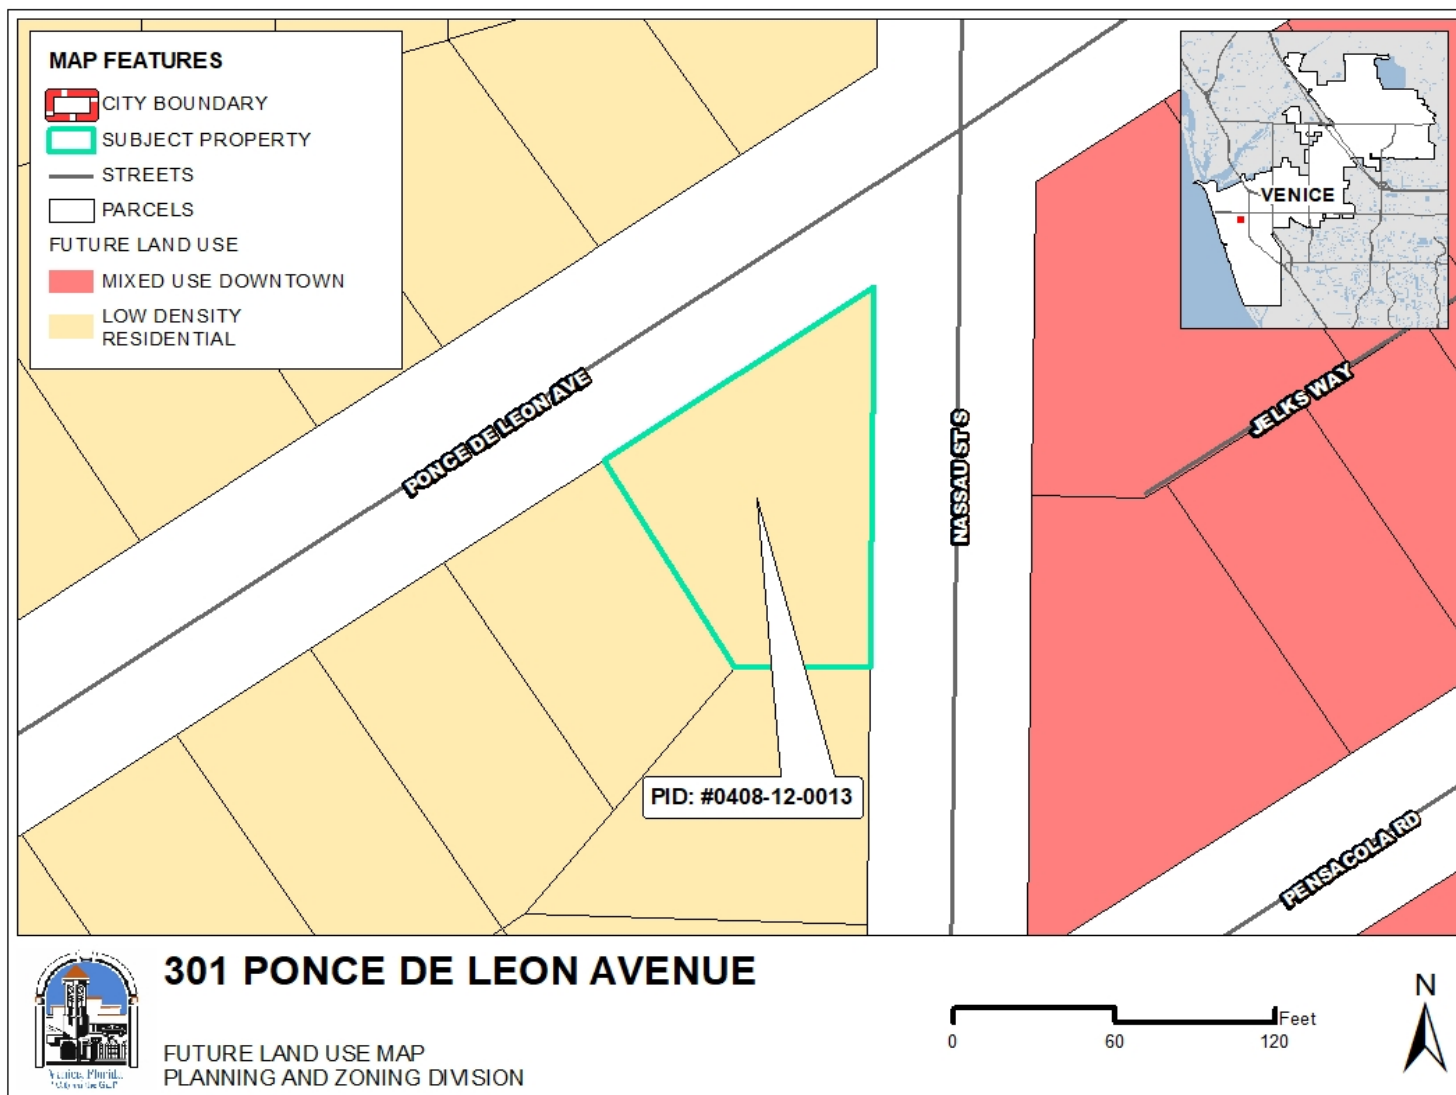 MAP FEATURES
CITY BOUNDARY
SUBJECT PROPERTY
STREETS
PARCELS
FUTURE LAND USE
MIXED USE DOWNTOWN
LOW DENSITY
RESIDENTIAL
VENICE
PONCE DE LEON AVE
NASSAU ST S
JELKS WAY
PID: #0408-12-0013
PENSACOLA RD
301 PONCE DE LEON AVENUE
FUTURE LAND USE MAP
PLANNING AND ZONING DIVISION
N
Feet
0 60 120